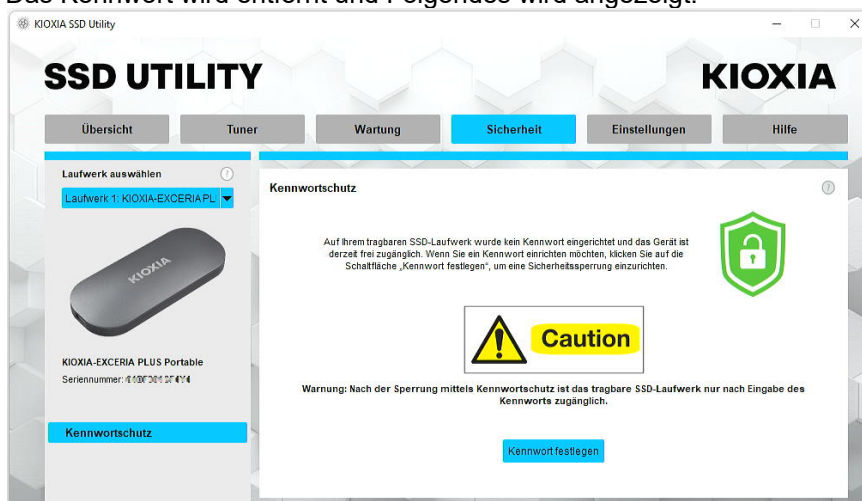 Das Kennwort wird entfernt und Folgendes wird angezeigt:
KIOXIA SSD Utility
SSD UTILITY
KIOXIA
Übersicht
Tuner
Wartung
Sicherheit
Einstellungen
Hilfe
Laufwerk auswählen
?
Laufwerk 1: KIOXIA-EXCERIA PL
KIOXIA
KIOXIA-EXCERIA PLUS Portable
Seriennummer:
Kennwortschutz
Kennwortschutz
?
Auf Ihrem tragbaren SSD-Laufwerk wurde kein Kennwort eingerichtet und das Gerät ist
derzeit frei zugänglich. Wenn Sie ein Kennwort einrichten möchten, klicken Sie auf die
Schaltfläche „Kennwort festlegen“, um eine Sicherheitssperrung einzurichten.
Caution
Warnung: Nach der Sperrung mittels Kennwortschutz ist das tragbare SSD-Laufwerk nur nach Eingabe des
Kennworts zugänglich.
Kennwort festlegen